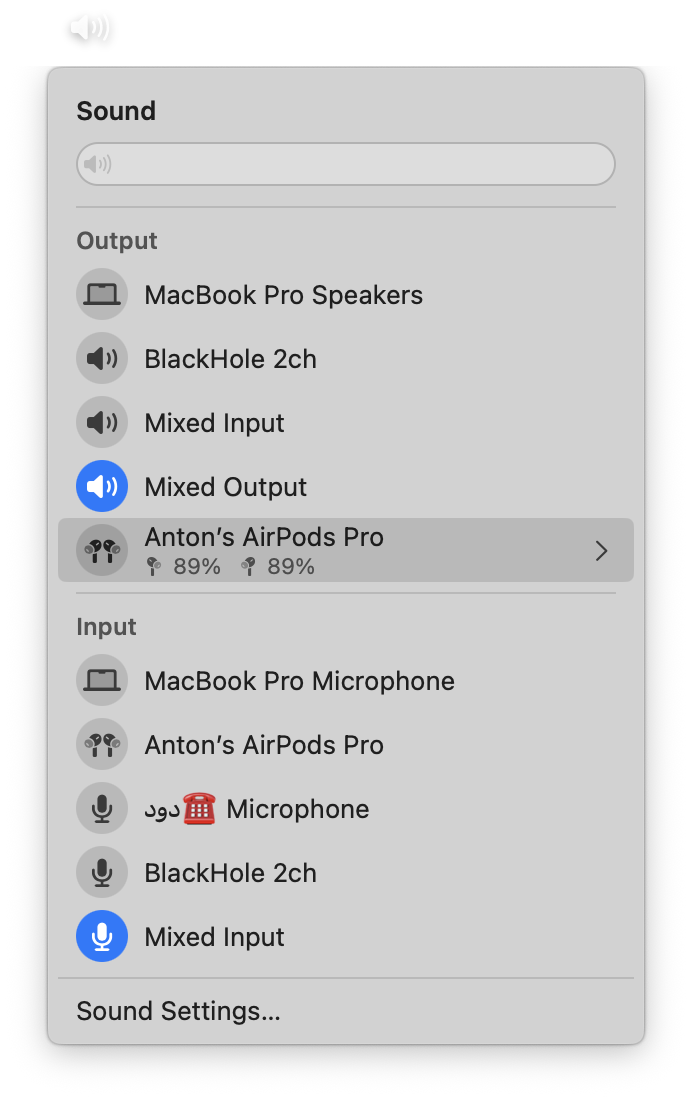 Sound
Output
MacBook Pro Speakers
BlackHole 2ch
Mixed Input
Mixed Output
Anton’s AirPods Pro
89% 89%
Input
MacBook Pro Microphone
Anton’s AirPods Pro
دود☎️ Microphone
BlackHole 2ch
Mixed Input
Sound Settings...